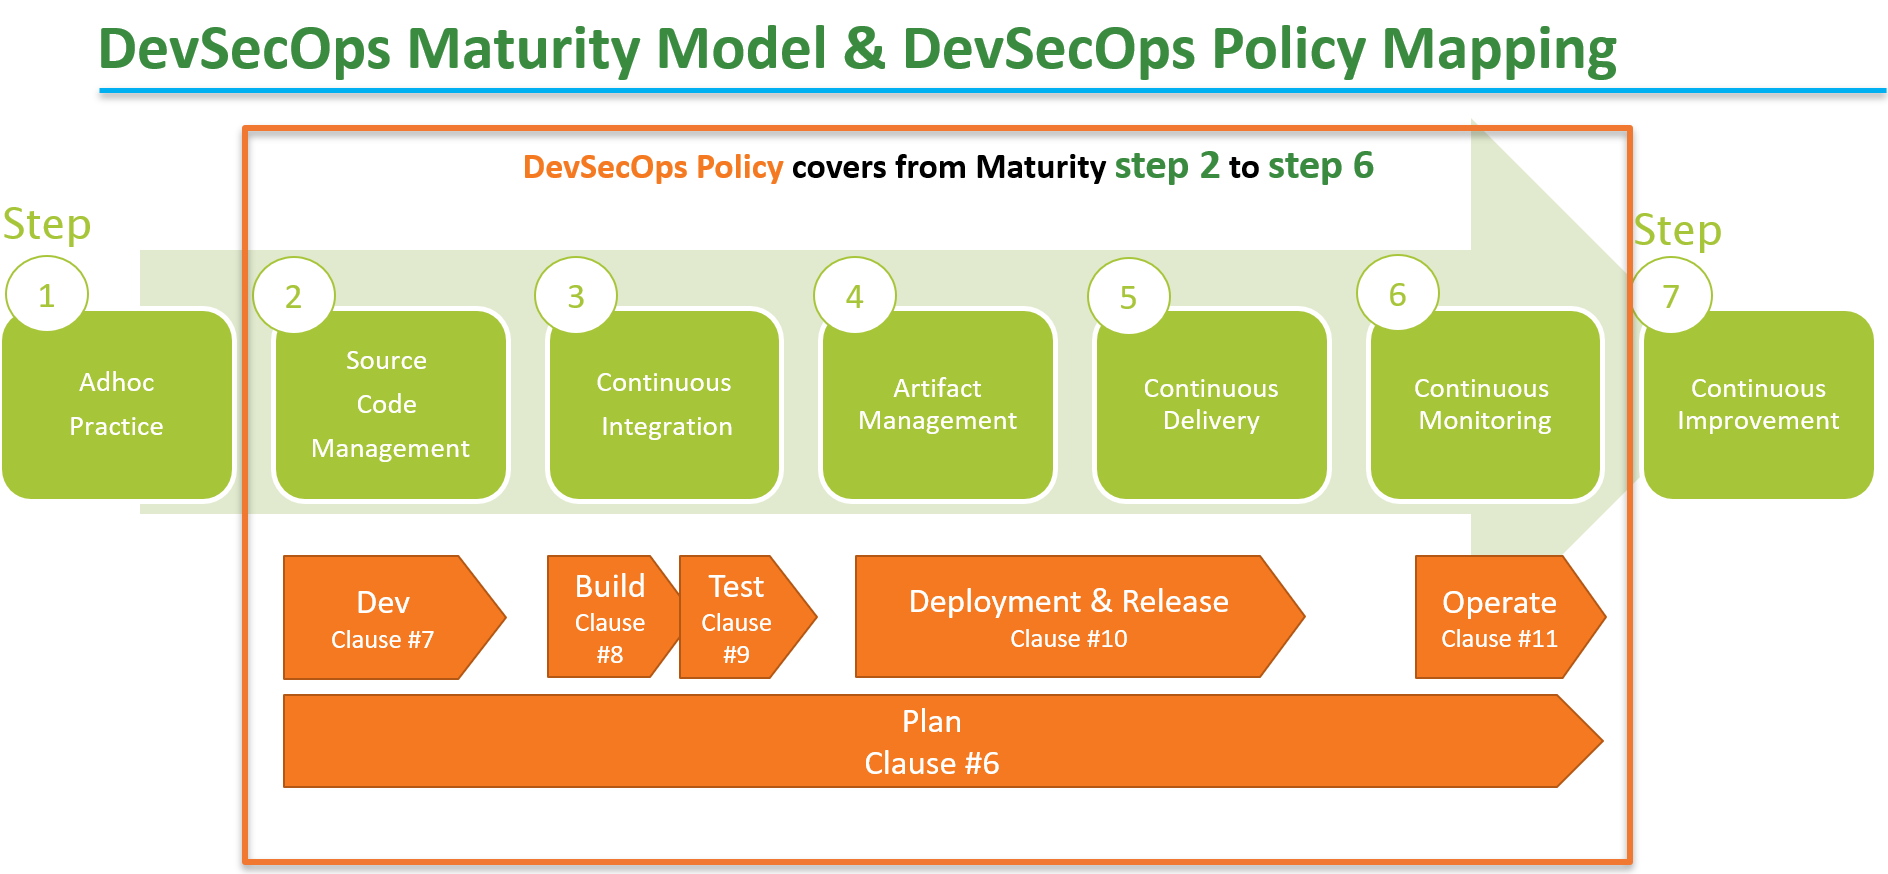 DevSecOps Maturity Model & DevSecOps Policy Mapping
DevSecOps Policy covers from Maturity step 2 to step 6
Step
Step
1
Adhoc
Practice
2
Source
Code
Management
3
Continuous
Integration
4
Artifact
Management
5
Continuous
Delivery
6
Continuous
Monitoring
7
Continuous
Improvement
Dev
Clause #7
Build
Clause
#8
Test
Clause
#9
Deployment & Release
Clause #10
Operate
Clause #11
Plan
Clause #6